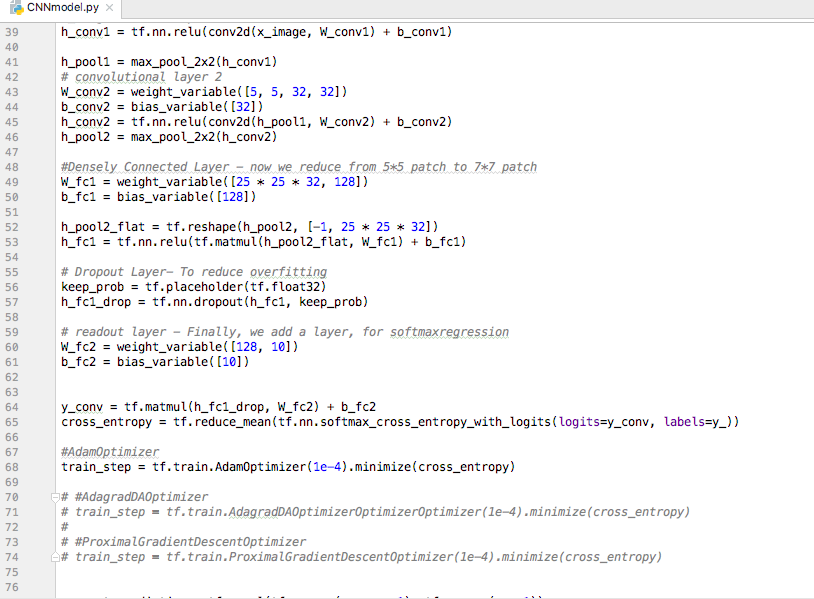 CNNmodel.py
39 h_conv1 = tf.nn.relu(conv2d(x_image, W_conv1) + b_conv1)
40
41 h_pool1 = max_pool_2x2(h_conv1)
42 # convolutional layer 2
43 W_conv2 = weight_variable([5, 5, 32, 32])
44 b_conv2 = bias_variable([32])
45 h_conv2 = tf.nn.relu(conv2d(h_pool1, W_conv2) + b_conv2)
46 h_pool2 = max_pool_2x2(h_conv2)
47
48 #Densely Connected Layer - now we reduce from 5*5 patch to 7*7 patch
49 W_fc1 = weight_variable([25 * 25 * 32, 128])
50 b_fc1 = bias_variable([128])
51
52 h_pool2_flat = tf.reshape(h_pool2, [-1, 25 * 25 * 32])
53 h_fc1 = tf.nn.relu(tf.matmul(h_pool2_flat, W_fc1) + b_fc1)
54
55 # Dropout Layer- To reduce overfitting
56 keep_prob = tf.placeholder(tf.float32)
57 h_fc1_drop = tf.nn.dropout(h_fc1, keep_prob)
58
59 # readout layer - Finally, we add a layer, for softmaxregression
60 W_fc2 = weight_variable([128, 10])
61 b_fc2 = bias_variable([10])
62
63
64 y_conv = tf.matmul(h_fc1_drop, W_fc2) + b_fc2
65 cross_entropy = tf.reduce_mean(tf.nn.softmax_cross_entropy_with_logits(logits=y_conv, labels=y_))
66
67 #AdamOptimizer
68 train_step = tf.train.AdamOptimizer(1e-4).minimize(cross_entropy)
69
70 # #AdagradDAOptimizer
71 # train_step = tf.train.AdagradDAOptimizerOptimizerOptimizer(1e-4).minimize(cross_entropy)
72 #
73 # #ProximalGradientDescentOptimizer
74 # train_step = tf.train.ProximalGradientDescentOptimizer(1e-4).minimize(cross_entropy)
75
76